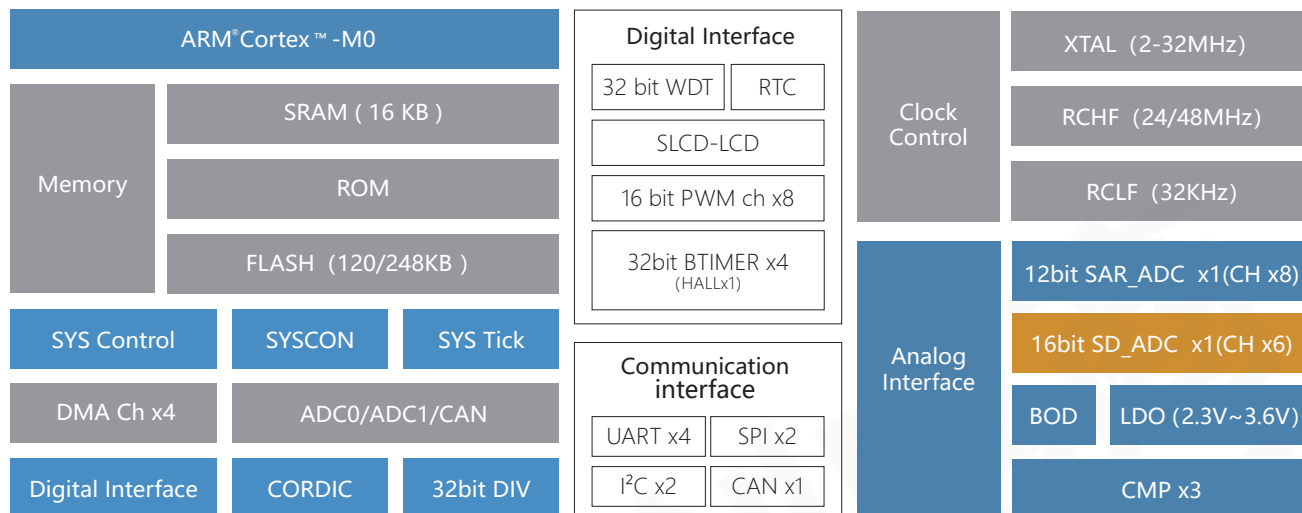 ARM®Cortex™-M0
Memory
SRAM ( 16 KB )
ROM
FLASH (120/248KB )
SYS Control
SYSCON
SYS Tick
DMA Ch x4
ADC0/ADC1/CAN
Digital Interface
CORDIC
32bit DIV
Digital Interface
32 bit WDT
RTC
SLCD-LCD
16 bit PWM ch x8
32bit BTIMER x4
(HALLx1)
Communication
interface
UART x4
SPI x2
I²C x2
CAN x1
Clock
Control
XTAL (2-32MHz)
RCHF (24/48MHz)
RCLF (32KHz)
Analog
Interface
12bit SAR_ADC x1(CH x8)
16bit SD_ADC x1(CH x6)
BOD
LDO (2.3V~3.6V)
CMP x3